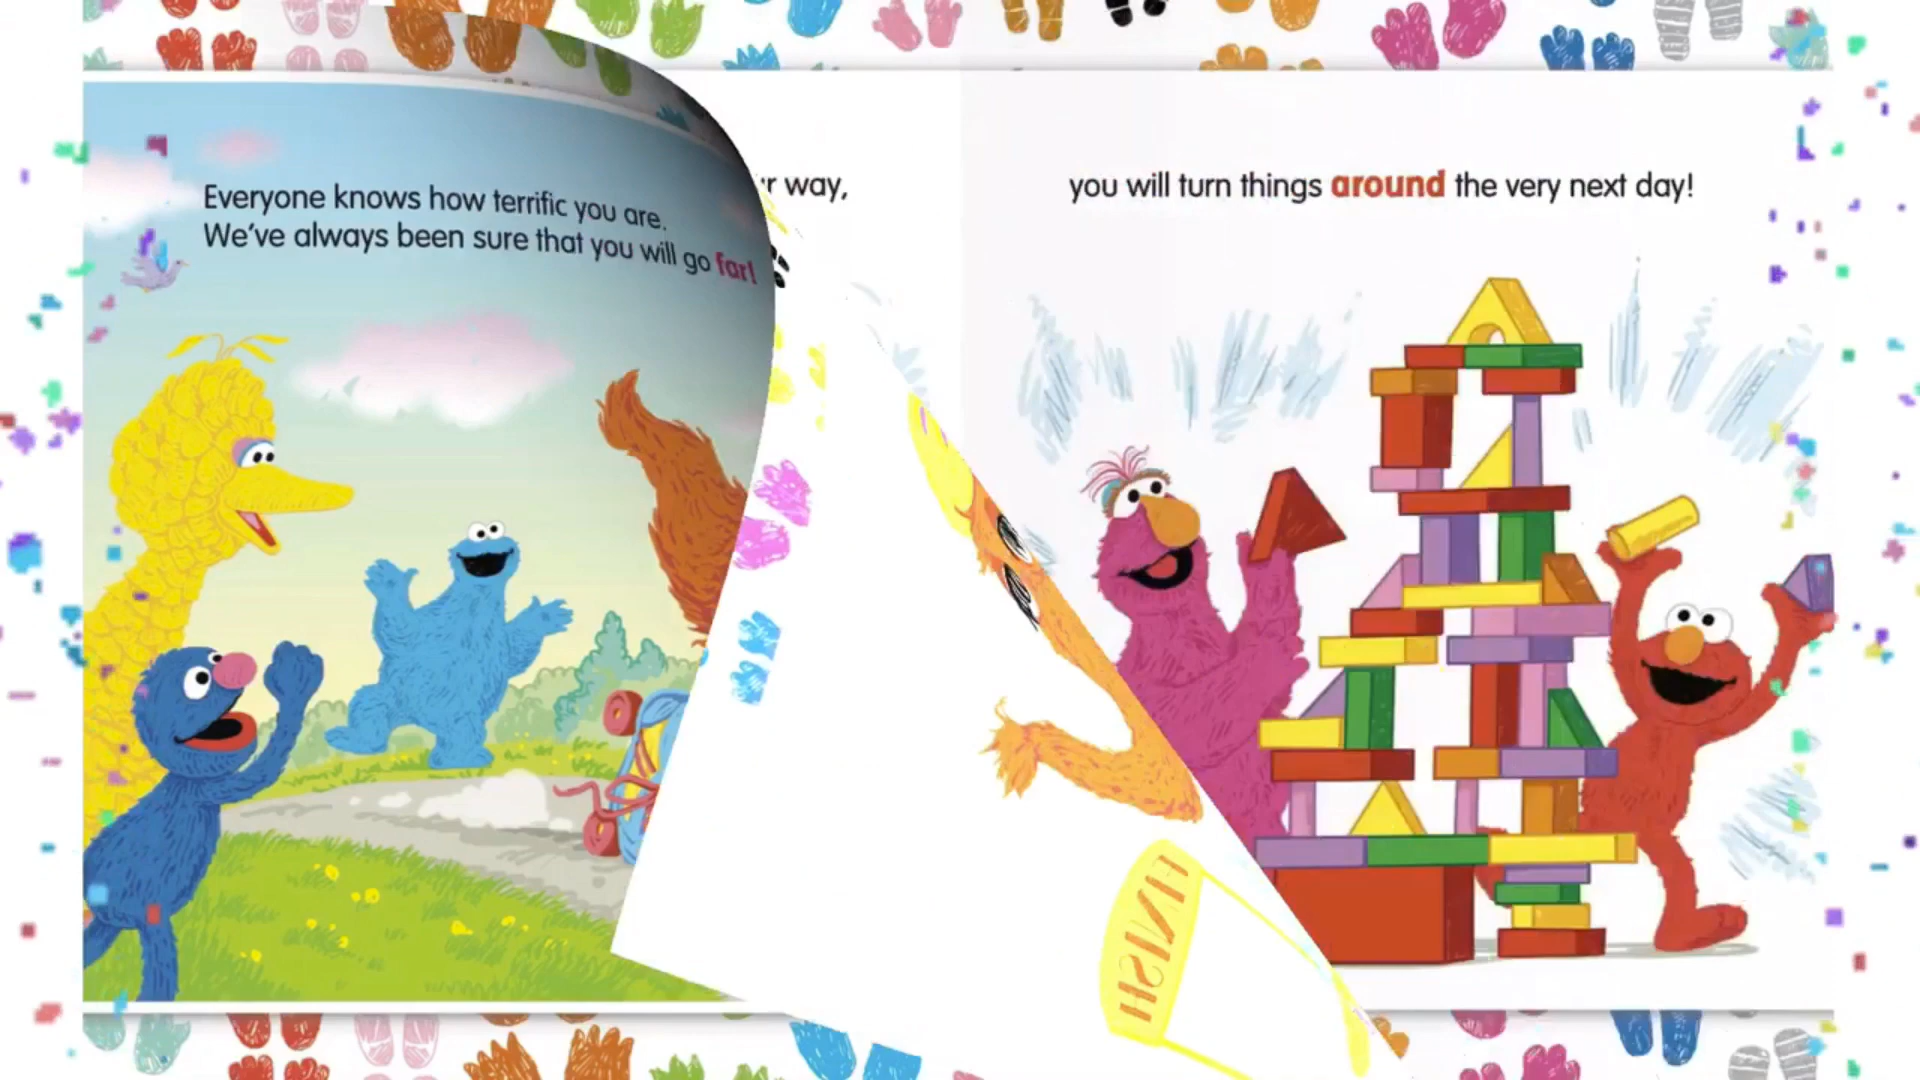 Everyone knows how terrific you are.
We've always been sure that you will go far!
way,
you will turn things around the very next day!
FINISH